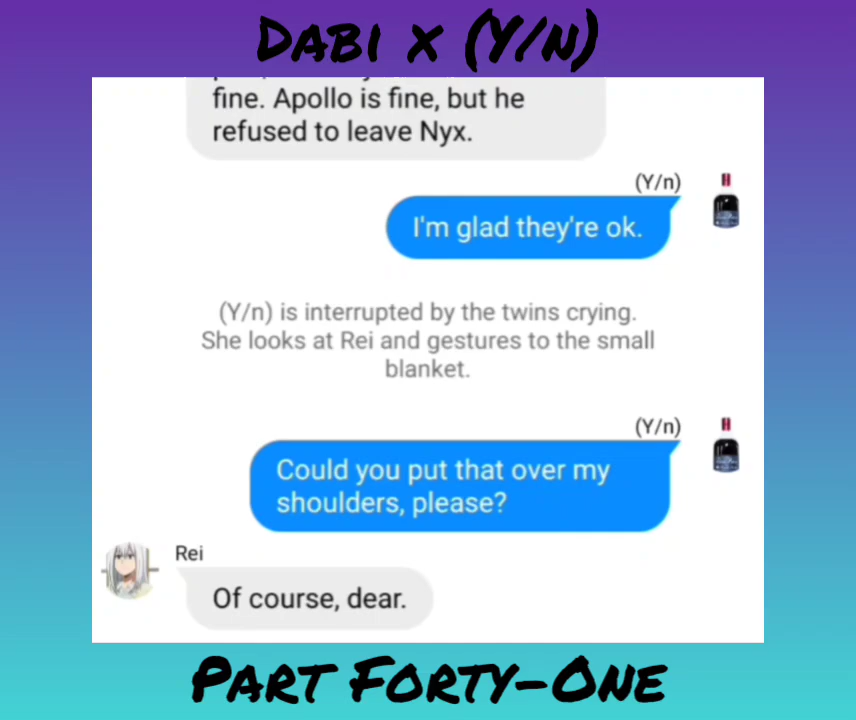 Dabi x (Y/n)
fine. Apollo is fine, but he
refused to leave Nyx.
(Y/n)
I'm glad they're ok.
(Y/n) is interrupted by the twins crying.
She looks at Rei and gestures to the small
blanket.
(Y/n)
Could you put that over my
shoulders, please?
Rei
Of course, dear.
Part Forty-One